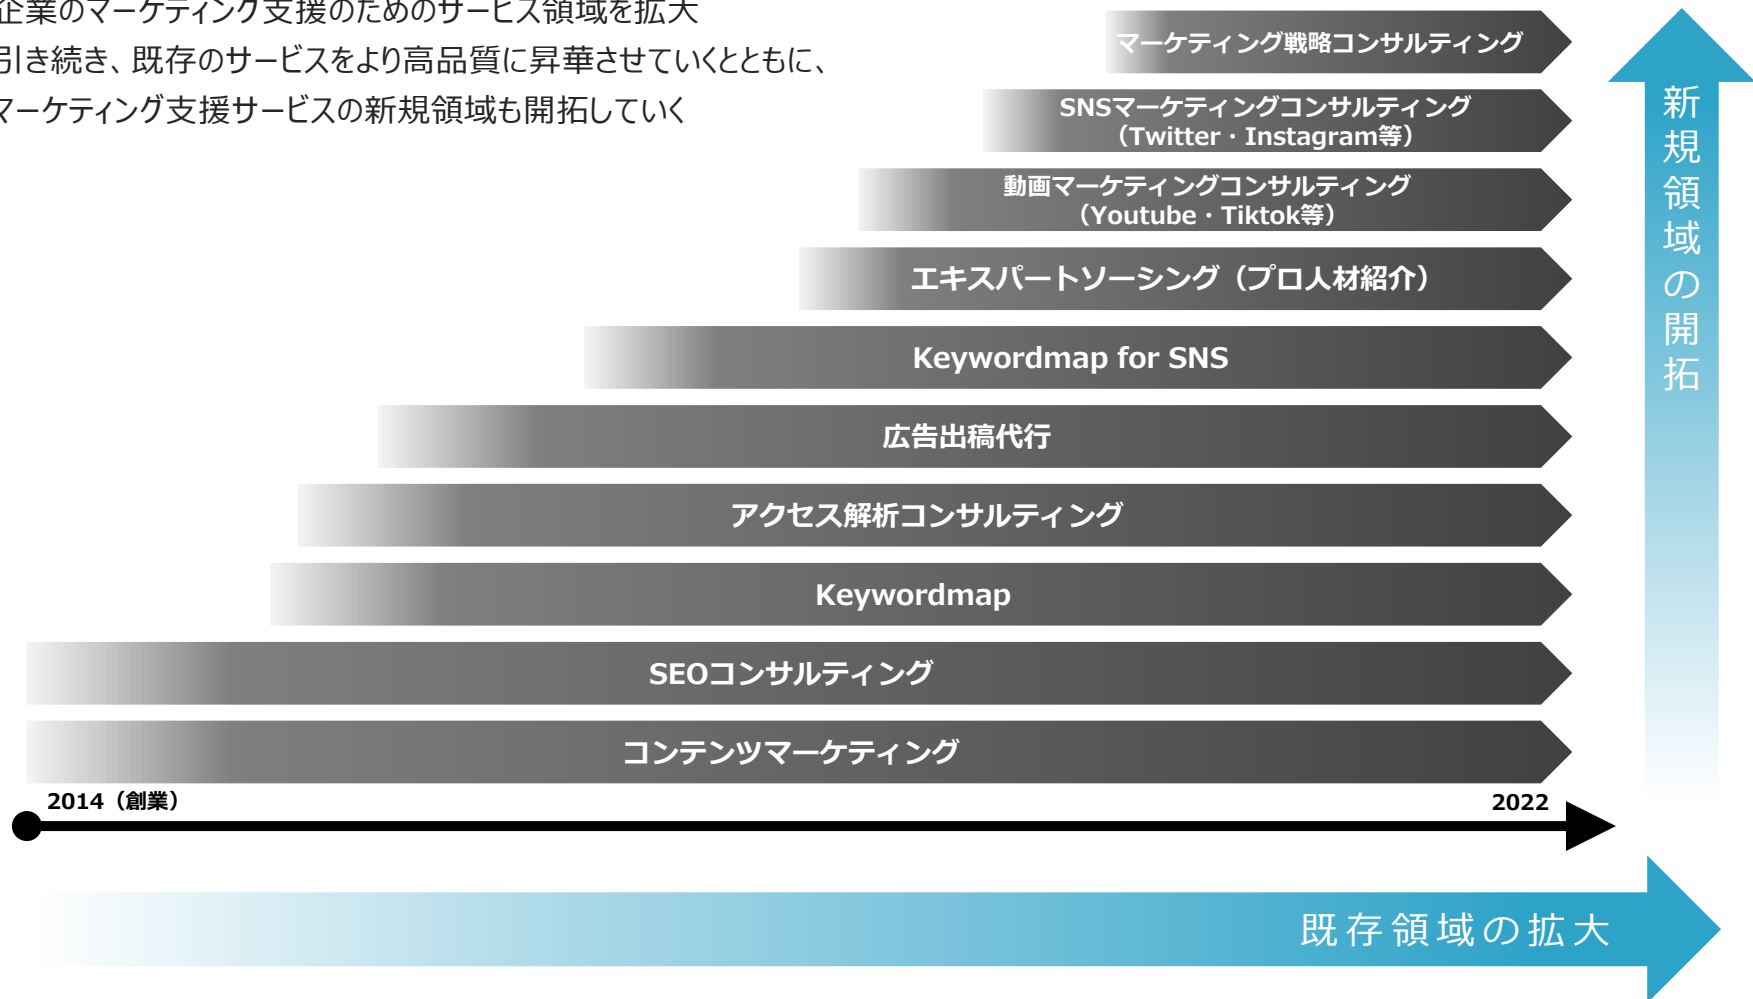 企業のマーケティング支援のためのサービス領域を拡大
引き続き、既存のサービスをより高品質に昇華させていくとともに、
マーケティング支援サービスの新規領域も開拓していく
マーケティング戦略コンサルティング
SNSマーケティングコンサルティング
（Twitter・Instagram等）
動画マーケティングコンサルティング
（Youtube・Tiktok等）
エキスパートソーシング（プロ人材紹介）
Keywordmap for SNS
広告出稿代行
アクセス解析コンサルティング
Keywordmap
SEOコンサルティング
コンテンツマーケティング
2014（創業）
2022
新規領域の開拓
既存領域の拡大